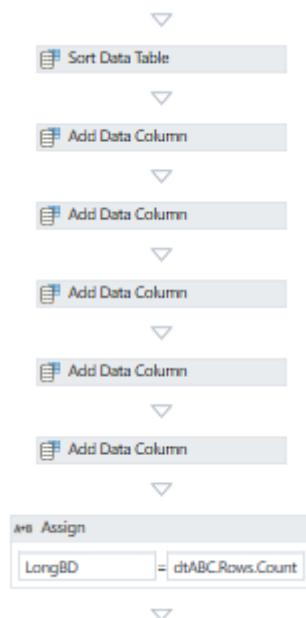 Sort Data Table
Add Data Column
Add Data Column
Add Data Column
Add Data Column
Add Data Column
A+B Assign
LongBD = dtABC.Rows.Count